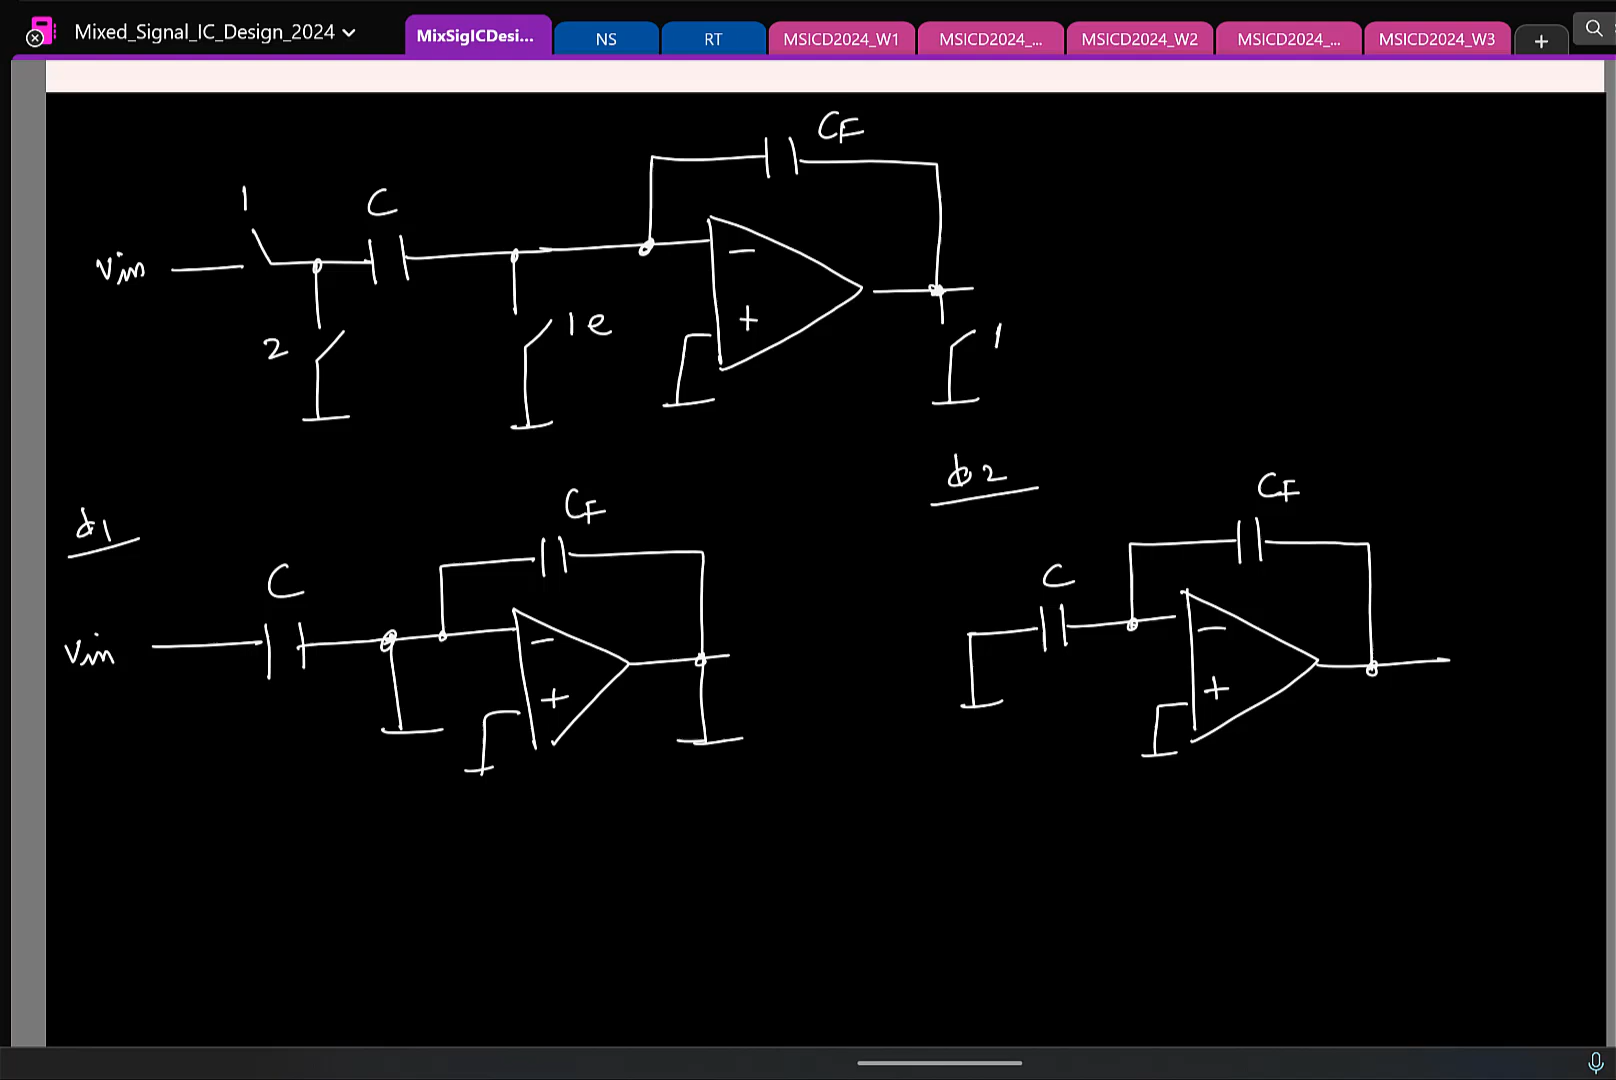 Mixed_Signal_IC_Design_2024
MixSigICDesi... NS RT MSICD2024_W1 MSICD2024_... MSICD2024_W2 MSICD2024_... MSICD2024_W3 +
CF
1 C
Vin
−
+
2 1e 1
ϕ1
CF
C
Vin
−
+
ϕ2
CF
C
−
+